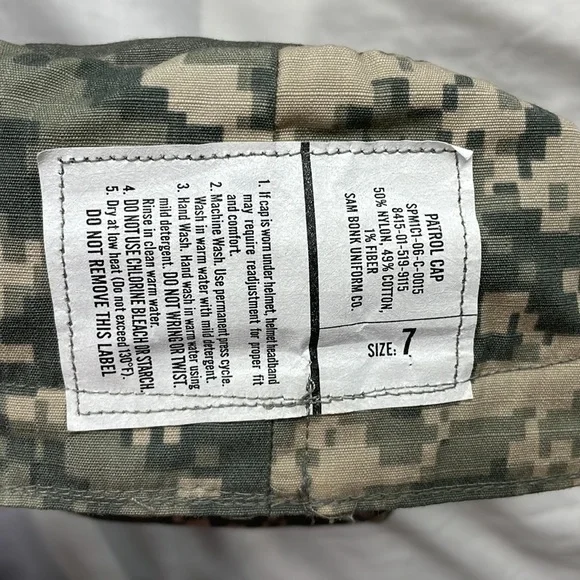 PATROL CAP
SPM1C1-06-C-0015
8415-01-519-9115
50% NYLON, 49% COTTON,
1% FIBER
SAM BONK UNIFORM CO.
SIZE: 7
1. If cap is worn under helmet, helmet headband
may require readjustment for proper fit
and comfort.
2. Machine Wash. Use permanent press cycle.
Wash in warm water with mild detergent.
3. Hand Wash. Hand wash in warm water using
mild detergent. DO NOT WRING OR TWIST.
Rinse in clean warm water.
4. DO NOT USE CHLORINE BLEACH OR STARCH.
5. Dry at low heat (Do not exceed 130°F).
DO NOT REMOVE THIS LABEL